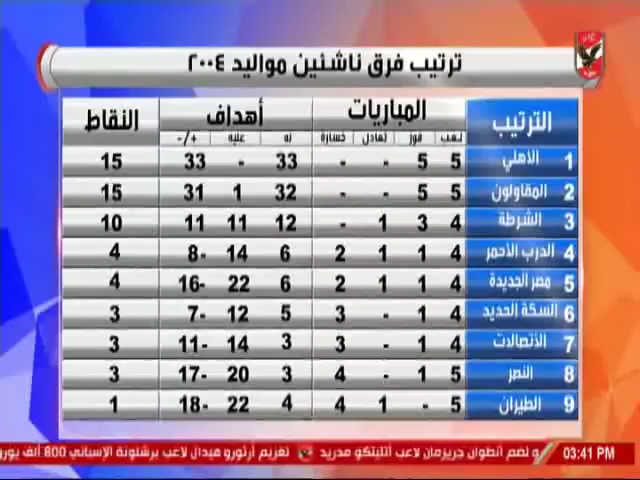 ترتيب فرق ناشئين مواليد ٢٠٠٤
الترتيب المباريات أهداف النقاط
لعب فوز تعادل خسارة له عليه +/-
1 الأهلي 5 5 - - 33 - 33 15
2 المقاولون 5 5 - - 32 1 31 15
3 الشرطة 4 3 1 - 12 11 11 10
4 الدرب الأحمر 4 1 1 2 6 14 8- 4
5 مصر الجديدة 4 1 1 2 6 22 16- 4
6 السكة الحديد 4 1 - 3 5 12 7- 3
7 الأتصالات 4 1 - 3 3 14 11- 3
8 النصر 5 1 - 4 3 20 17- 3
9 الطيران 5 - 1 4 4 22 18- 1
و نضم أنطوان جريزمان لاعب أتلتيكو مدريد تغريم أرثورو فيدال لاعب برشلونة الإسباني 800 ألف يورو
03:41 PM